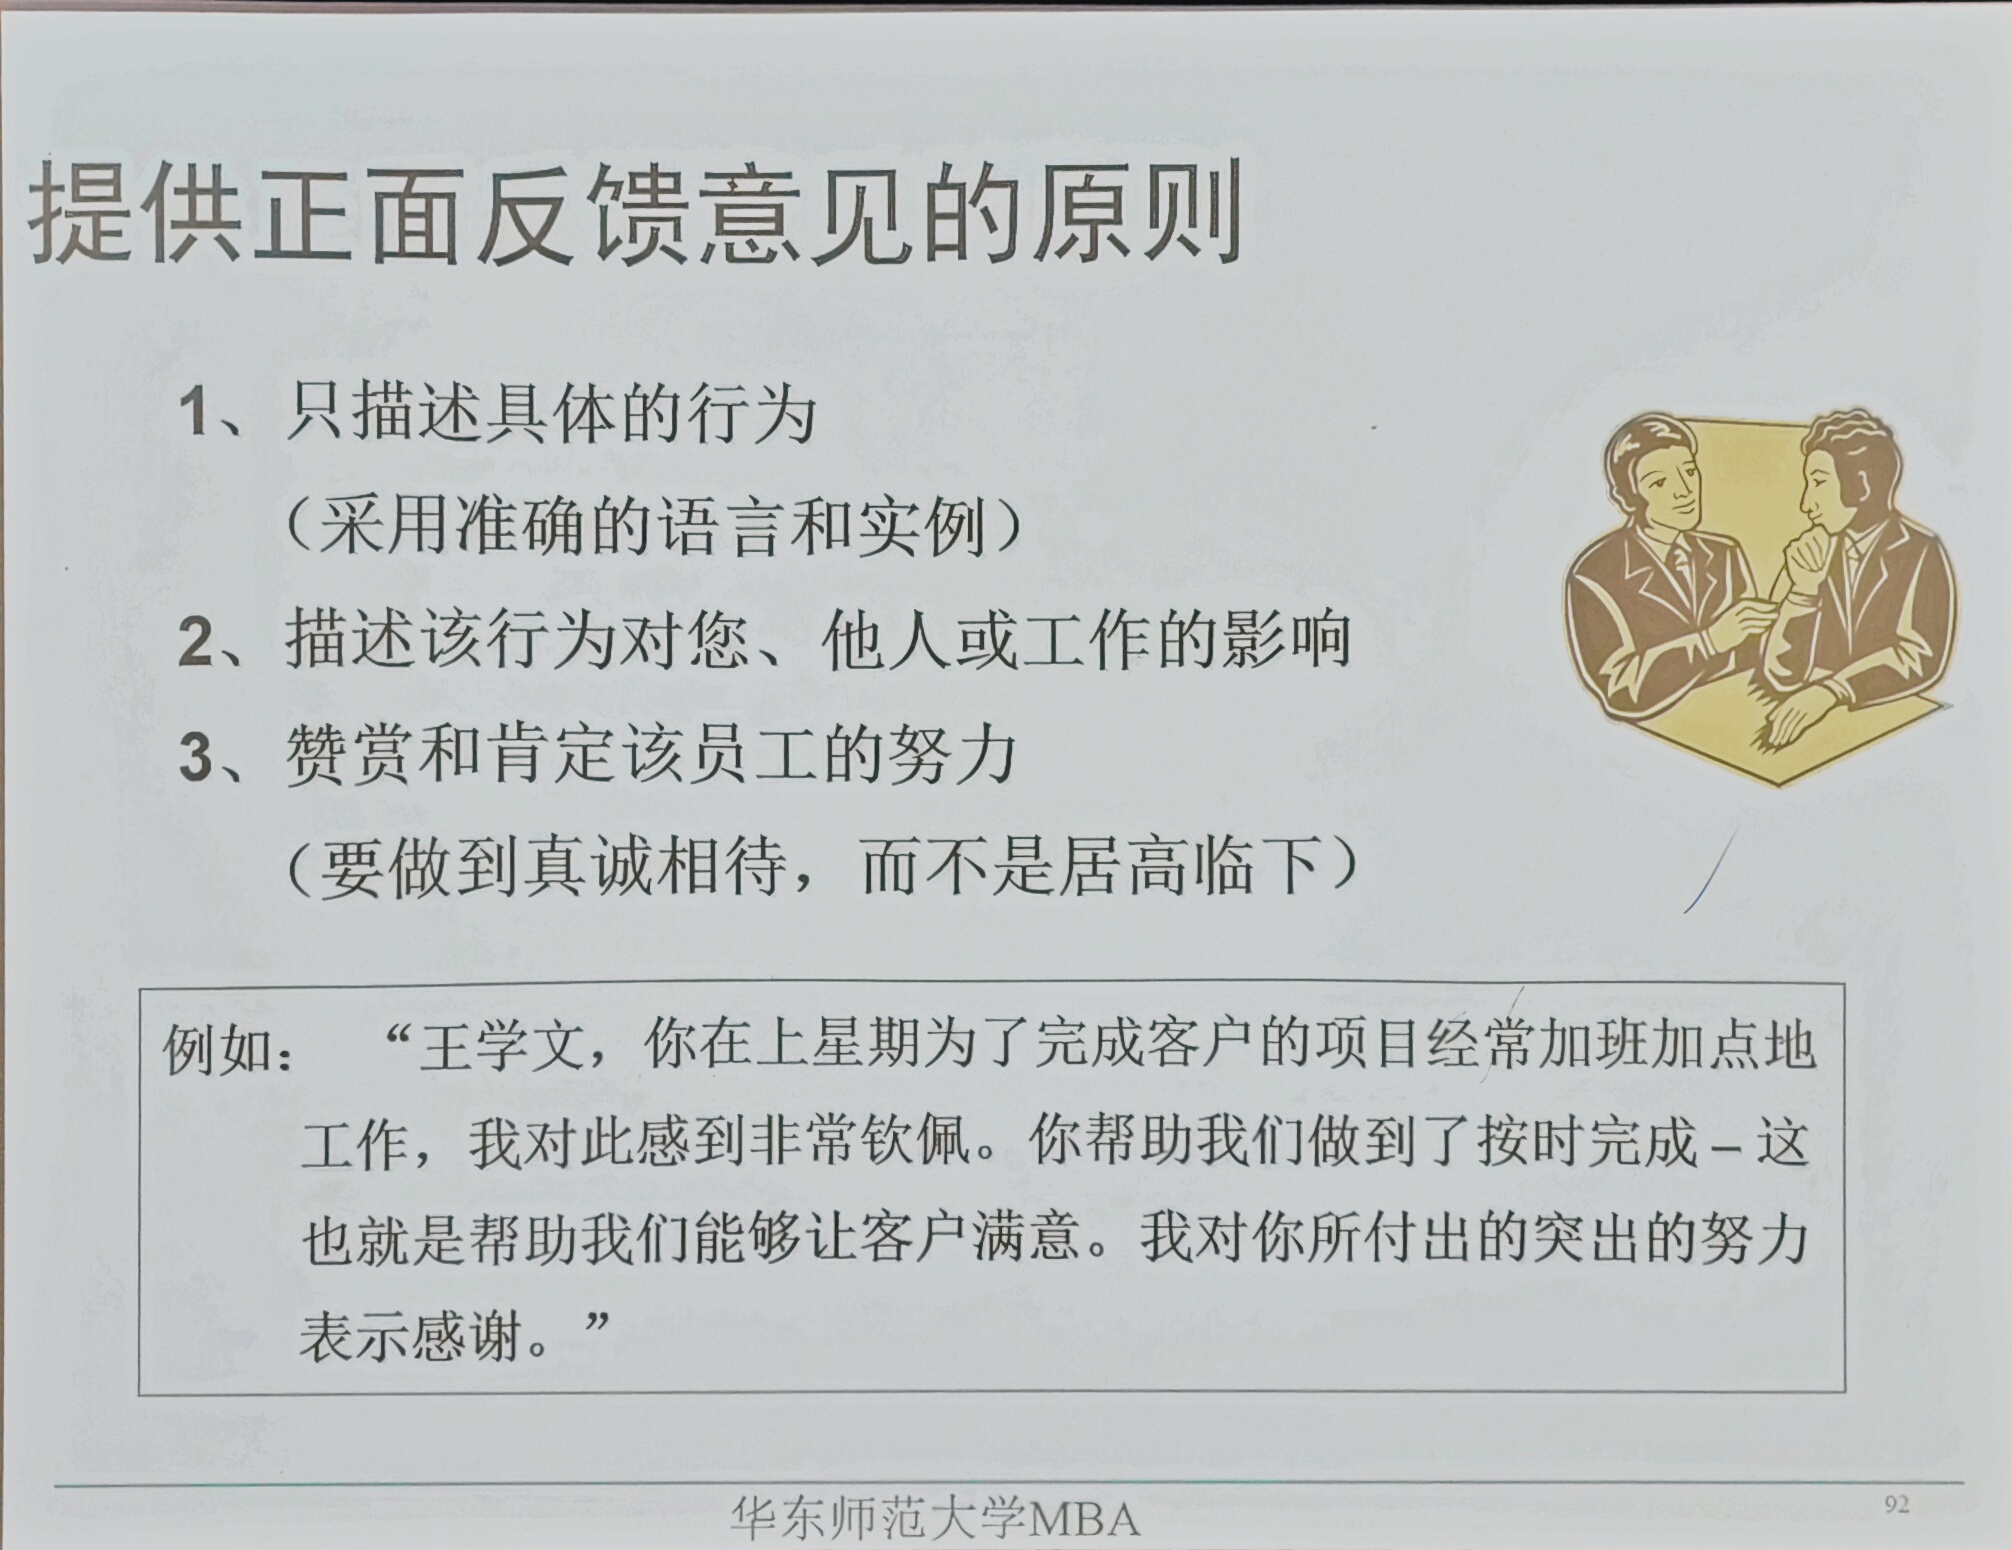 提供正面反馈意见的原则
1、只描述具体的行为
（采用准确的语言和实例）
2、描述该行为对您、他人或工作的影响
3、赞赏和肯定该员工的努力
（要做到真诚相待，而不是居高临下）
例如： “王学文，你在上星期为了完成客户的项目经常加班加点地
工作，我对此感到非常钦佩。你帮助我们做到了按时完成–这
也就是帮助我们能够让客户满意。我对你所付出的突出的努力
表示感谢。”
华东师范大学MBA
92